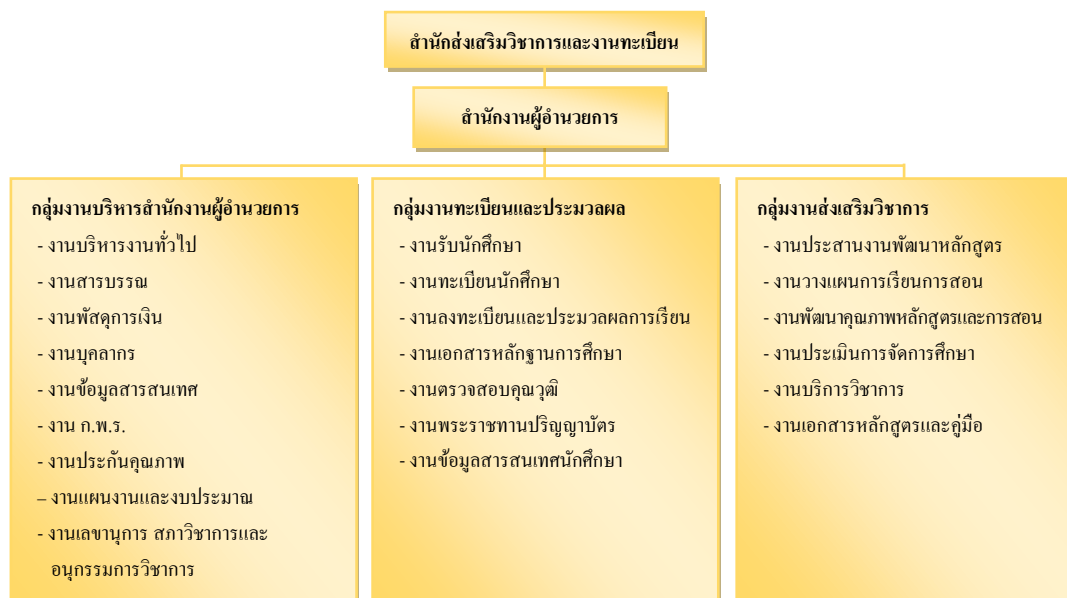 สำนักส่งเสริมวิชาการและงานทะเบียน
สำนักงานผู้อำนวยการ
กลุ่มงานบริหารสำนักงานผู้อำนวยการ
- งานบริหารงานทั่วไป
- งานสารบรรณ
- งานพัสดุการเงิน
- งานบุคลากร
- งานข้อมูลสารสนเทศ
- งาน ก.พ.ร.
- งานประกันคุณภาพ
– งานแผนงานและงบประมาณ
- งานเลขานุการ สภาวิชาการและ
อนุกรรมการวิชาการ
กลุ่มงานทะเบียนและประมวลผล
- งานรับนักศึกษา
- งานทะเบียนนักศึกษา
- งานลงทะเบียนและประมวลผลการเรียน
- งานเอกสารหลักฐานการศึกษา
- งานตรวจสอบคุณวุฒิ
- งานพระราชทานปริญญาบัตร
- งานข้อมูลสารสนเทศนักศึกษา
กลุ่มงานส่งเสริมวิชาการ
- งานประสานงานพัฒนาหลักสูตร
- งานวางแผนการเรียนการสอน
- งานพัฒนาคุณภาพหลักสูตรและการสอน
- งานประเมินการจัดการศึกษา
- งานบริการวิชาการ
- งานเอกสารหลักสูตรและคู่มือ